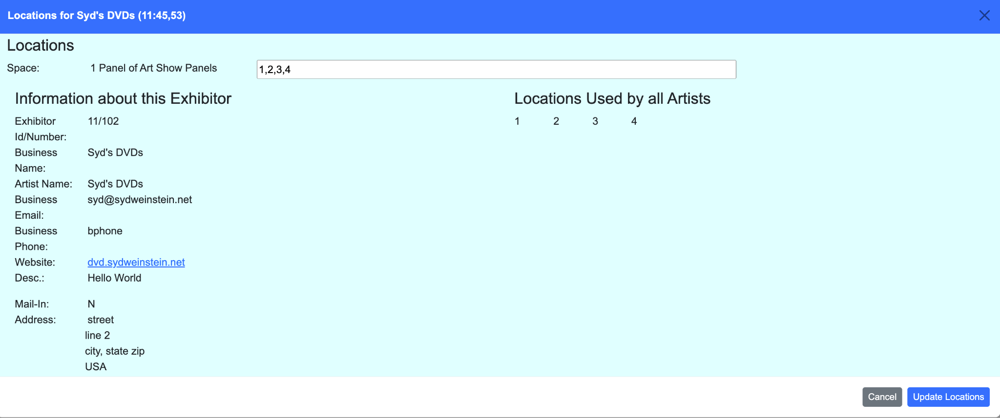 Locations for Syd's DVDs (11:45,53)
Locations
Space: 1 Panel of Art Show Panels 1,2,3,4
Information about this Exhibitor
Exhibitor Id/Number: 11/102
Business Name: Syd's DVDs
Artist Name: Syd's DVDs
Business Email: syd@sydweinstein.net
Business Phone: bphone
Website: dvd.sydweinstein.net
Desc.: Hello World
Mail-In: N
Address: street
line 2
city, state zip
USA
Locations Used by all Artists
1 2 3 4
Cancel Update Locations